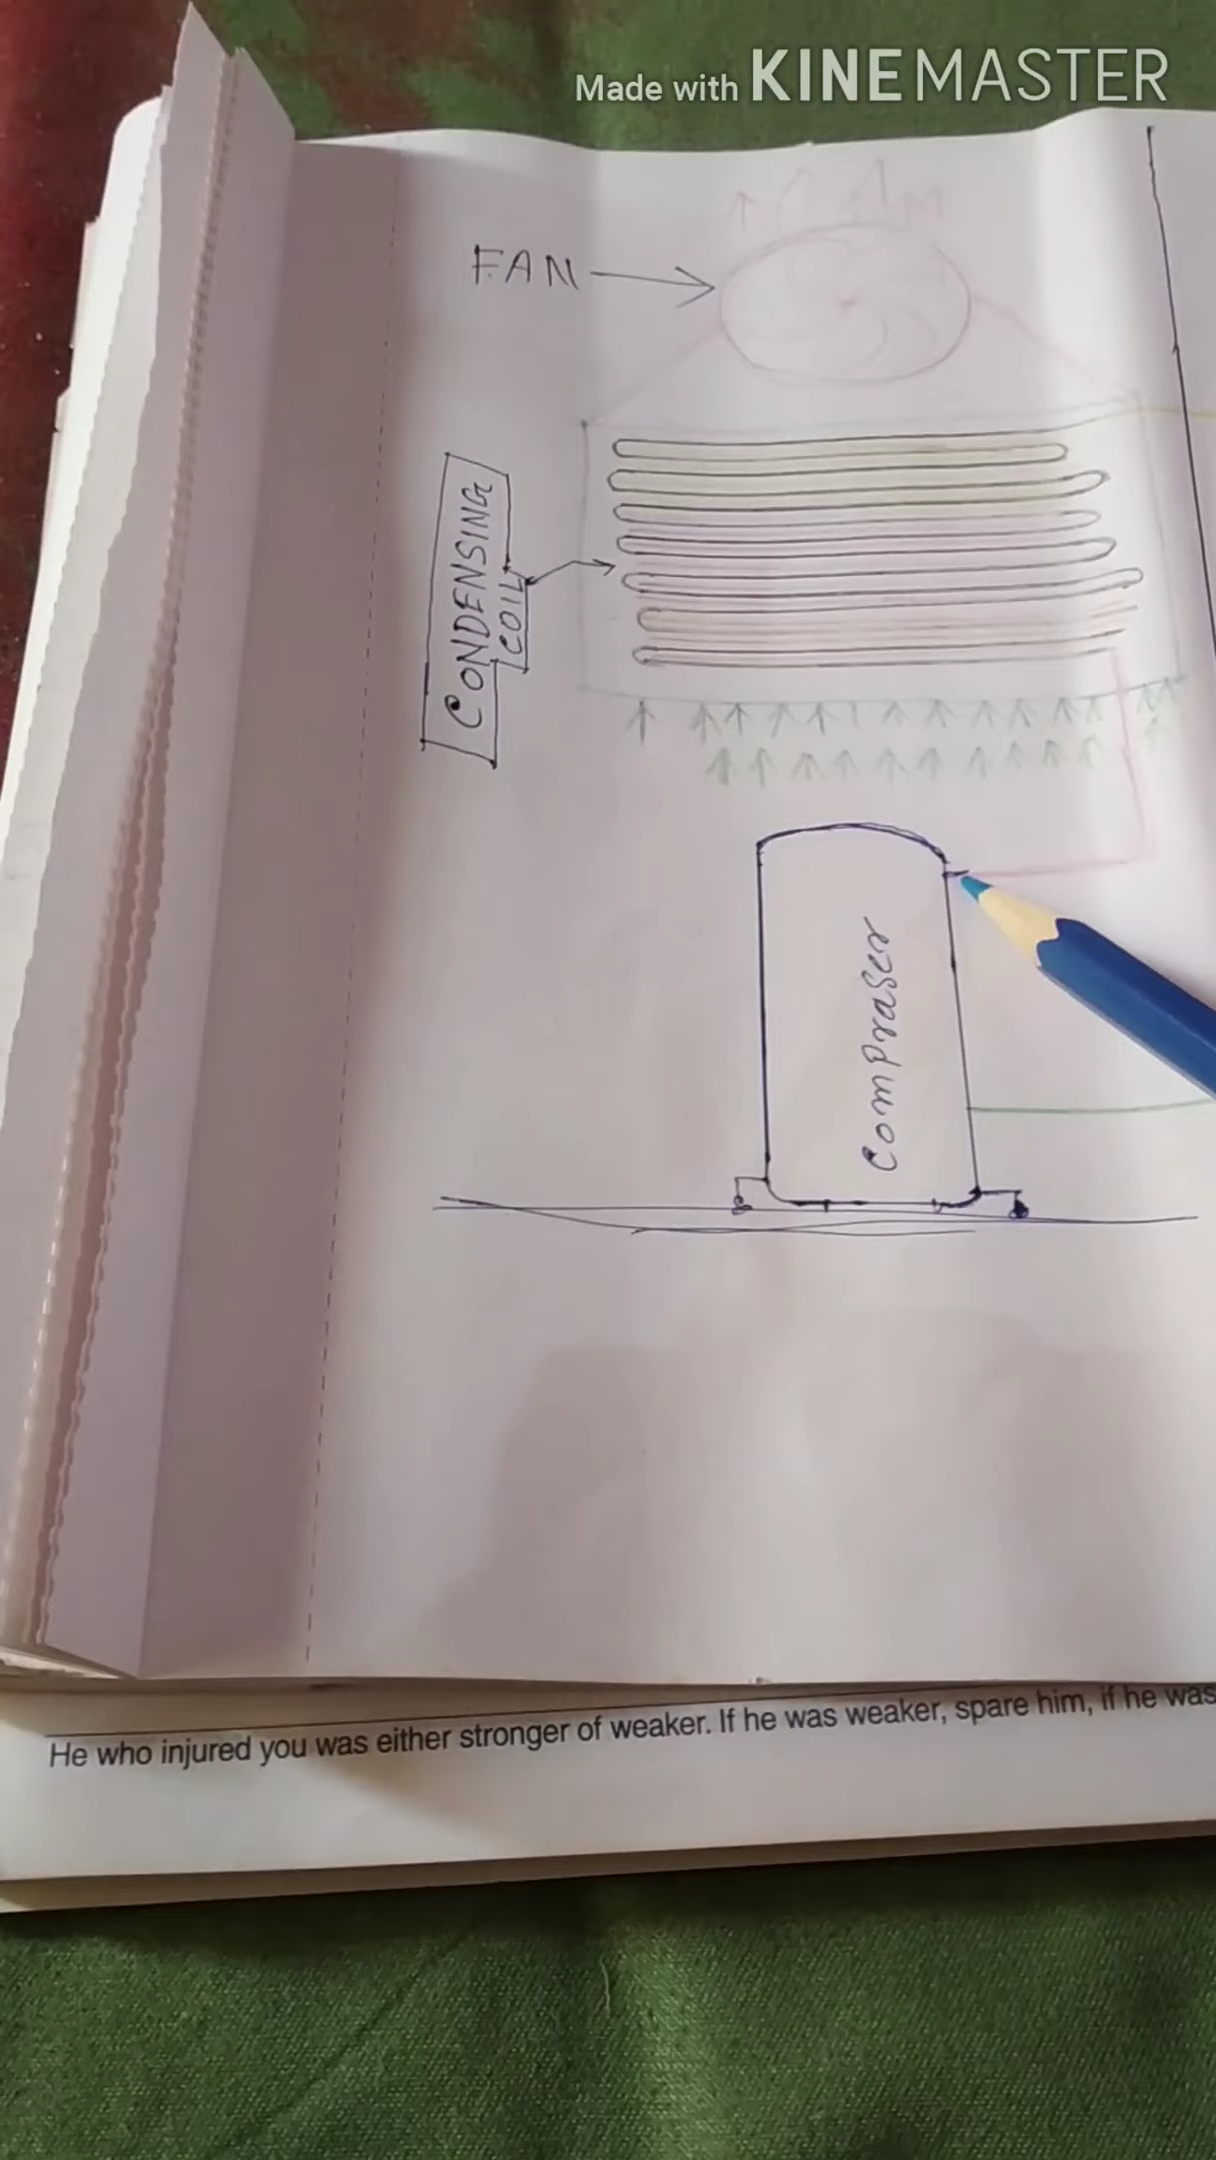 Made with KINEMASTER
FAN
CONDENSING
COIL
Compraser
He who injured you was either stronger of weaker. If he was weaker, spare him, if he was